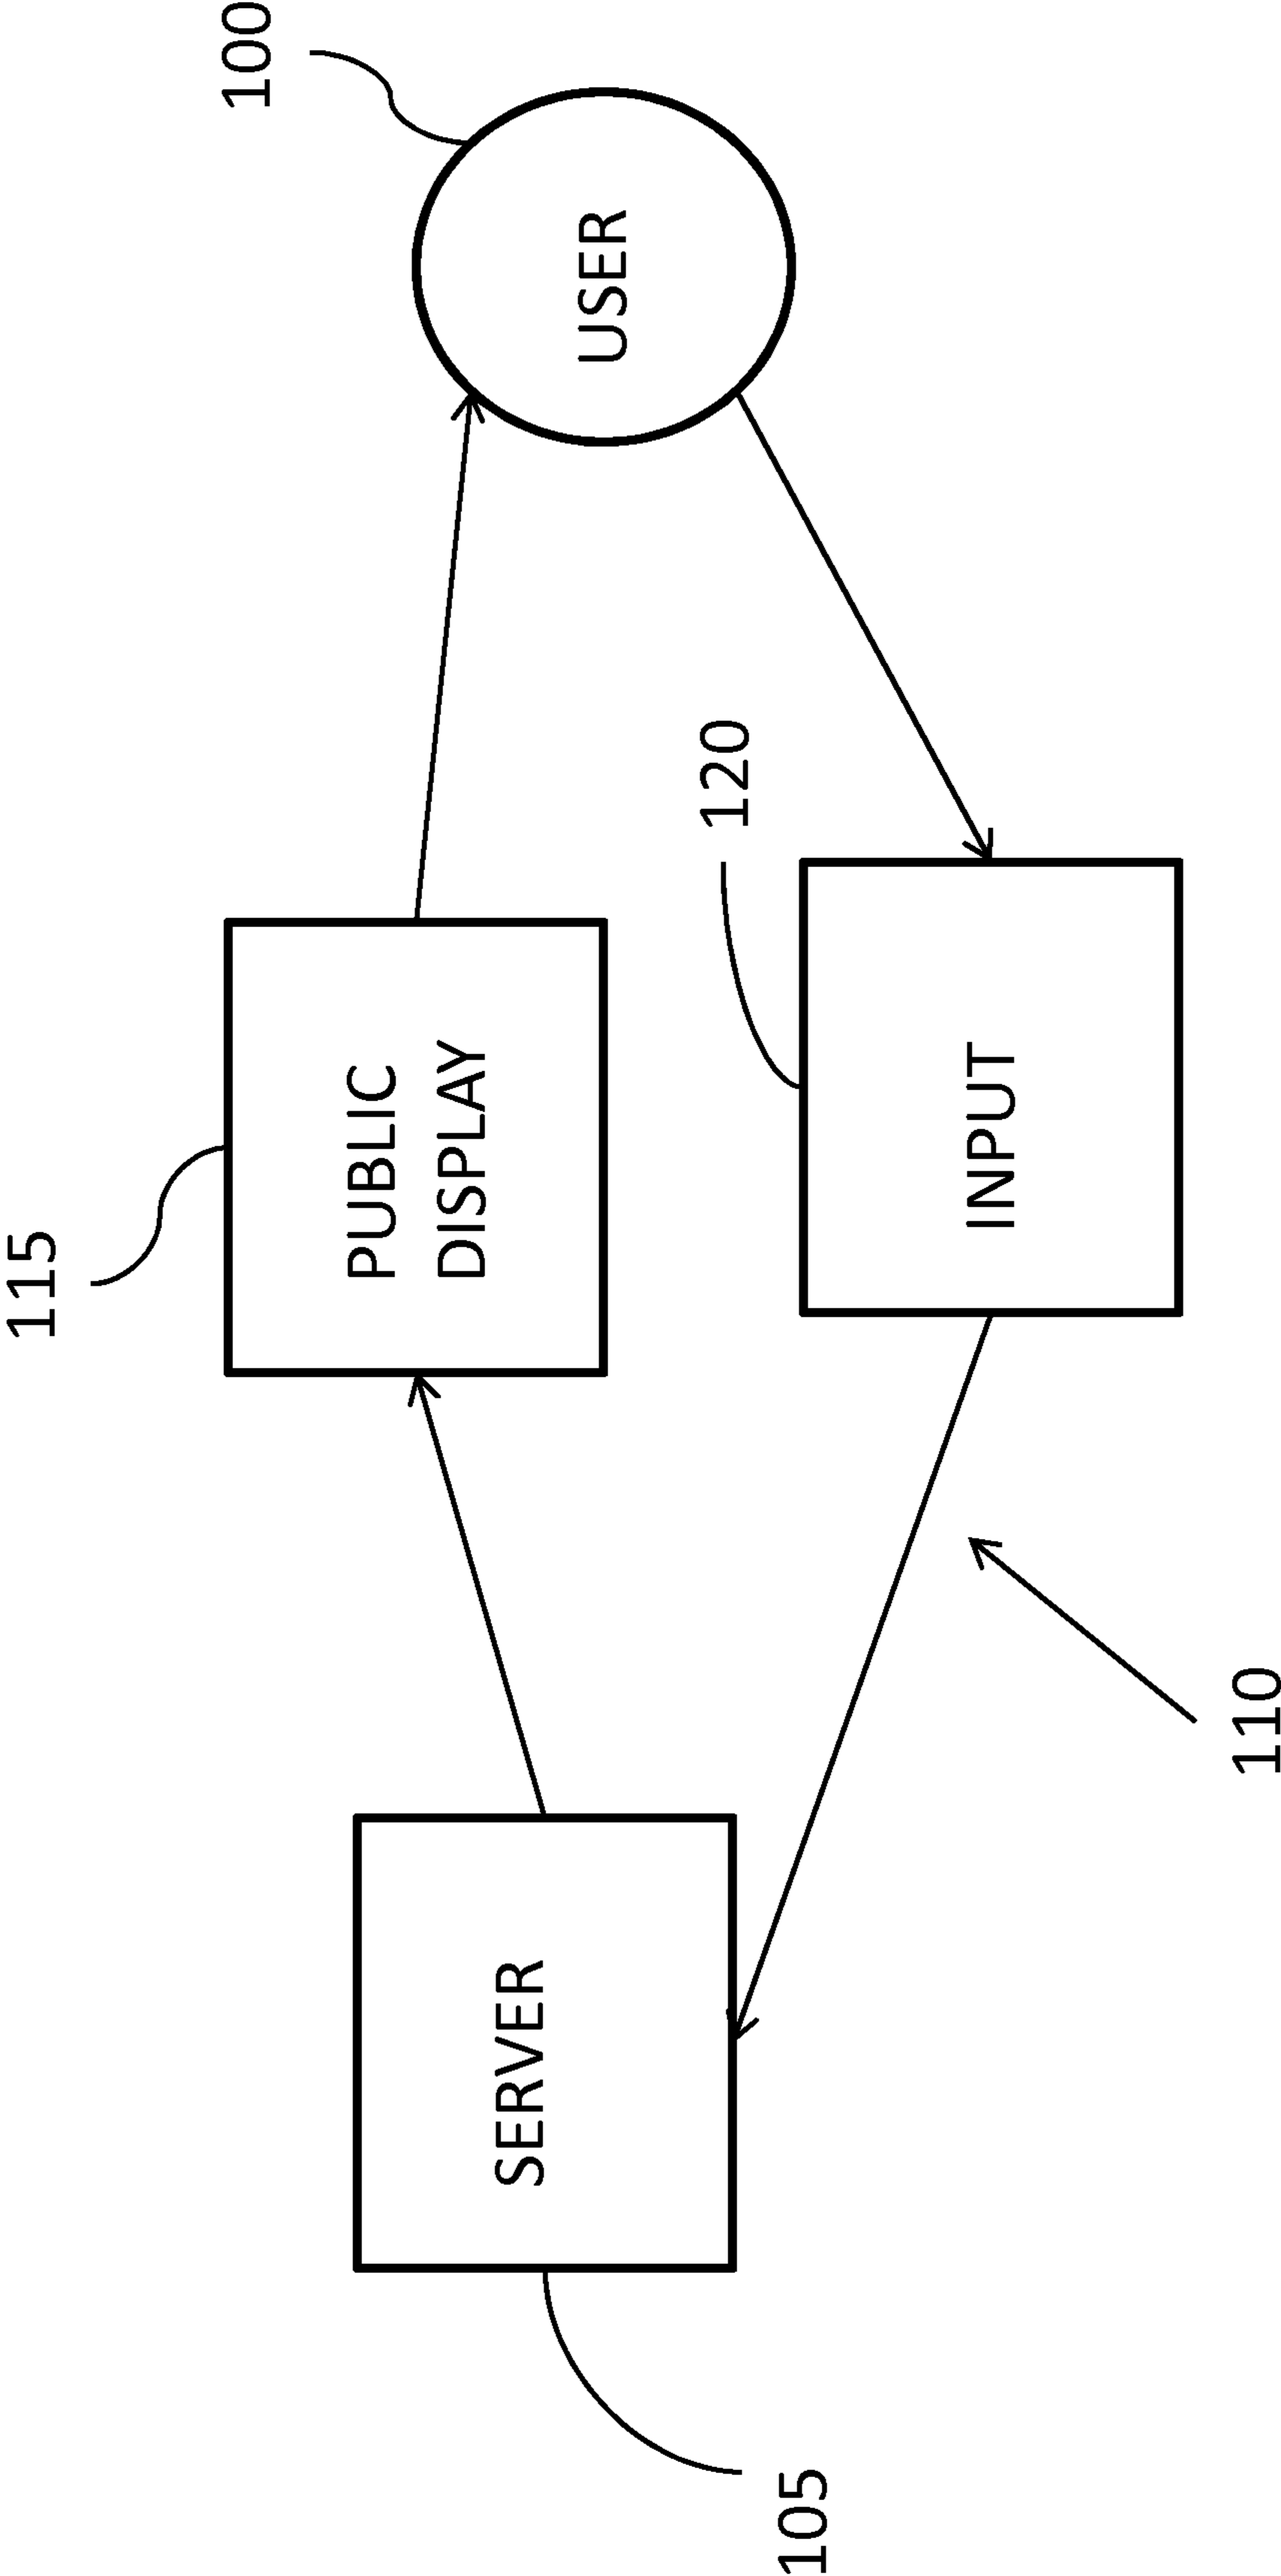 115
100
PUBLIC
DISPLAY
SERVER
USER
120
INPUT
105
110